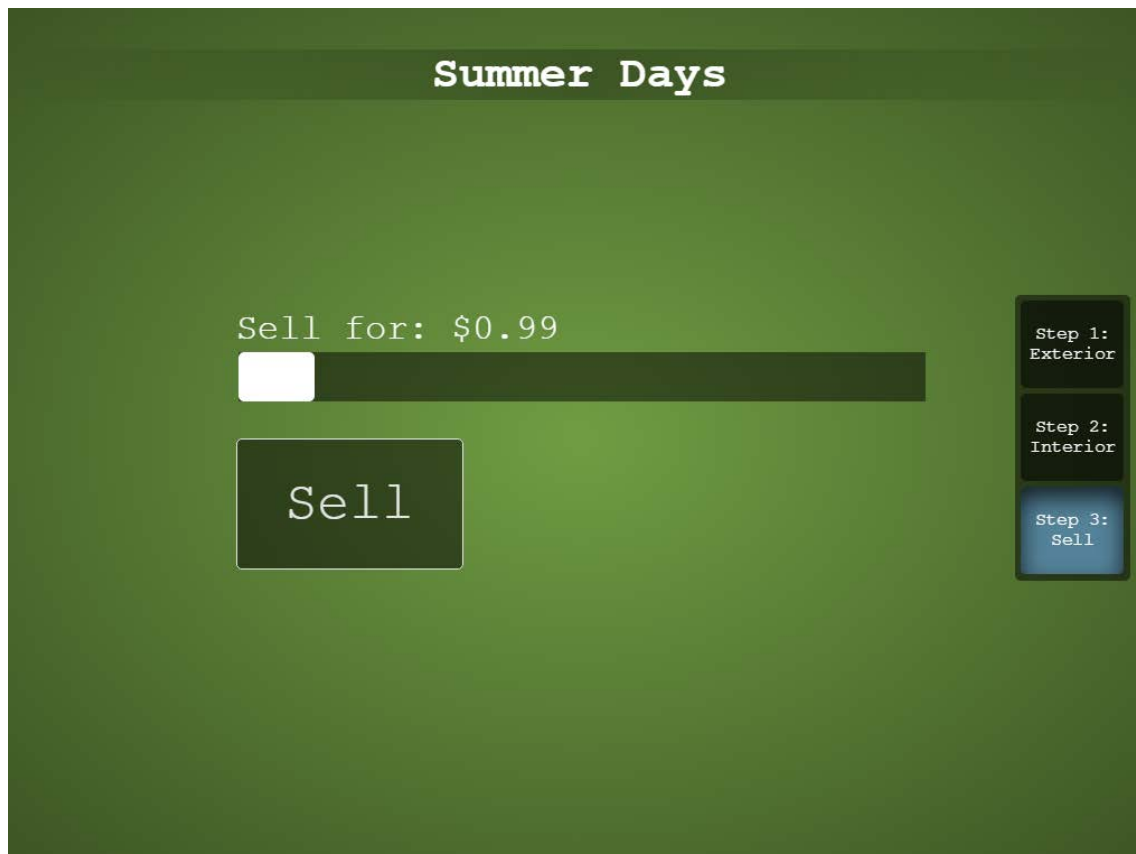 Summer Days
Sell for: $0.99
Sell
Step 1:
Exterior
Step 2:
Interior
Step 3:
Sell